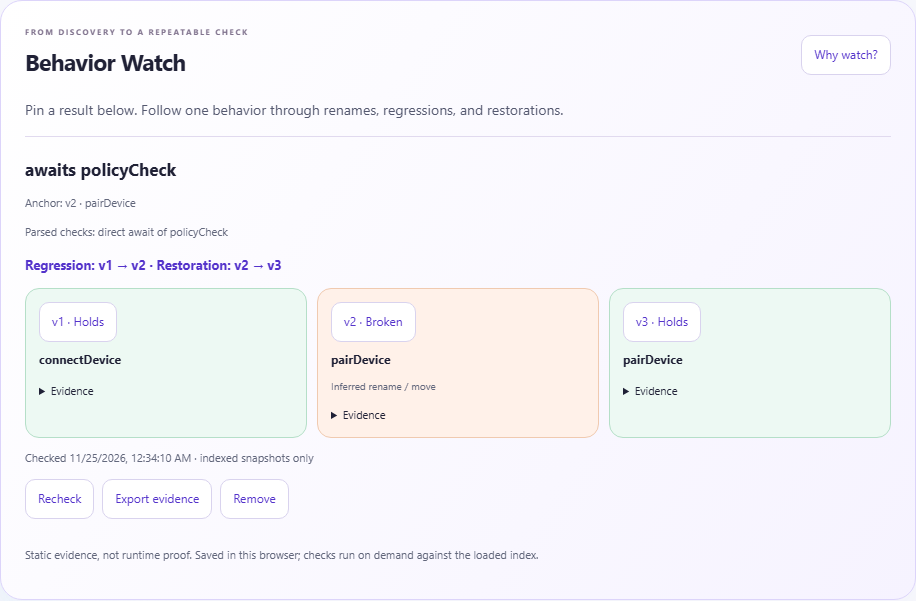 FROM DISCOVERY TO A REPEATABLE CHECK
Behavior Watch
Why watch?
Pin a result below. Follow one behavior through renames, regressions, and restorations.
awaits policyCheck
Anchor: v2 · pairDevice
Parsed checks: direct await of policyCheck
Regression: v1 → v2 · Restoration: v2 → v3
v1 · Holds
connectDevice
▶ Evidence
v2 · Broken
pairDevice
Inferred rename / move
▶ Evidence
v3 · Holds
pairDevice
▶ Evidence
Checked 11/25/2026, 12:34:10 AM · indexed snapshots only
Recheck
Export evidence
Remove
Static evidence, not runtime proof. Saved in this browser; checks run on demand against the loaded index.